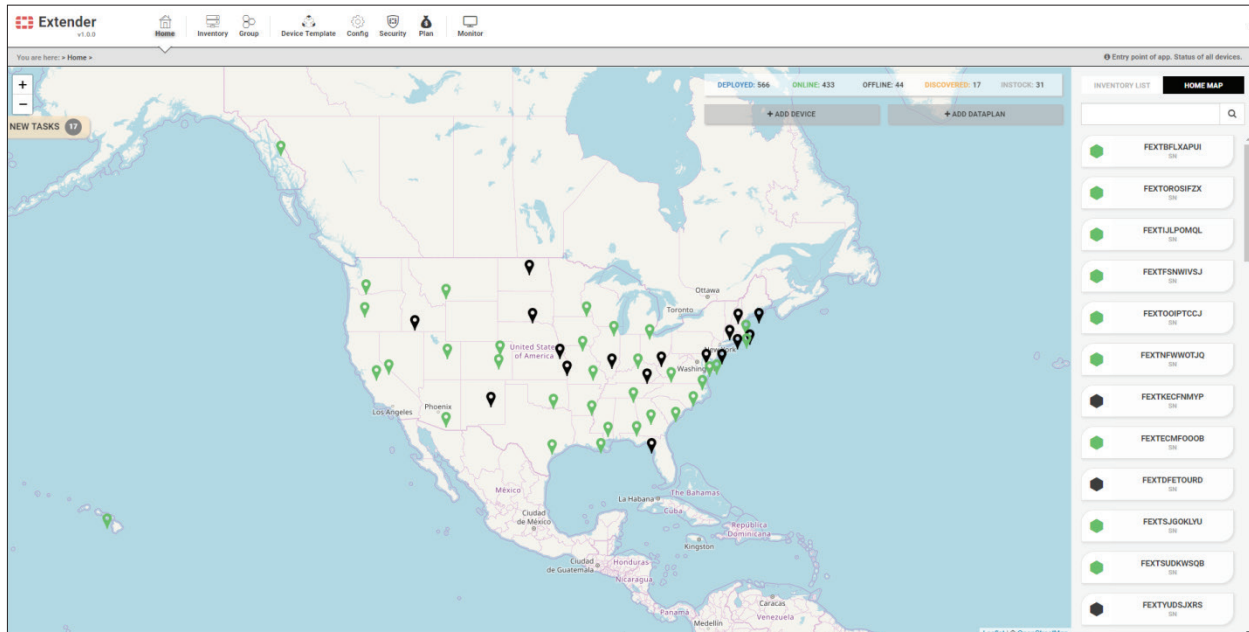 Extender
v1.0.0
Home
Inventory
Group
Device Template
Config
Security
Plan
Monitor
You are here: > Home >
Entry point of app. Status of all devices.
+
−
NEW TASKS 17
DEPLOYED: 566 ONLINE: 433 OFFLINE: 44 DISCOVERED: 17 INSTOCK: 31
+ ADD DEVICE
+ ADD DATAPLAN
INVENTORY LIST
HOME MAP
FEXTBFLXAPUI
SN
FEXTOROSIFZX
SN
FEXTIJLPOMQL
SN
FEXTFSNWIVSJ
SN
FEXTOOIPTCCJ
SN
FEXTNFWWOTJQ
SN
FEXTKECFNMYP
SN
FEXTECMFOOOB
SN
FEXTDFETOURD
SN
FEXTSJGOKLYU
SN
FEXTSUDKWSQB
SN
FEXTYUDSJXRS
SN
Ottawa
Toronto
United States
of America
Washington
Los Angeles
Phoenix
México
Ciudad
de México
La Habana
The Bahamas
Cuba
República
Dominicana
Kingston
Ciudad
de Guatemala
Honduras
Nicaragua
Panamá
Caracas
Venezuela
Medellín